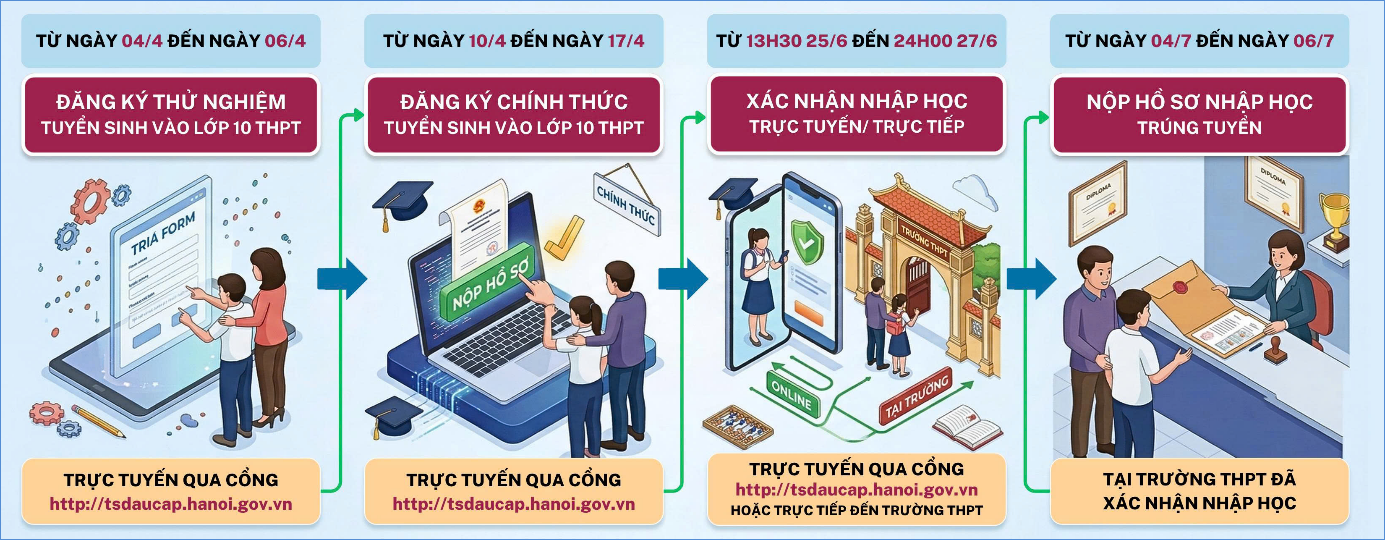 TỪ NGÀY 04/4 ĐẾN NGÀY 06/4
ĐĂNG KÝ THỬ NGHIỆM
TUYỂN SINH VÀO LỚP 10 THPT
TRIA FORM
TRỰC TUYẾN QUA CỔNG
http://tsdaucap.hanoi.gov.vn
TỪ NGÀY 10/4 ĐẾN NGÀY 17/4
ĐĂNG KÝ CHÍNH THỨC
TUYỂN SINH VÀO LỚP 10 THPT
CHÍNH THỨC
NỘP HỒ SƠ
TRỰC TUYẾN QUA CỔNG
http://tsdaucap.hanoi.gov.vn
TỪ 13H30 25/6 ĐẾN 24H00 27/6
XÁC NHẬN NHẬP HỌC
TRỰC TUYẾN/ TRỰC TIẾP
TRƯỜNG THPT
ONLINE
TẠI TRƯỜNG
TRỰC TUYẾN QUA CỔNG
http://tsdaucap.hanoi.gov.vn
HOẶC TRỰC TIẾP ĐẾN TRƯỜNG THPT
TỪ NGÀY 04/7 ĐẾN NGÀY 06/7
NỘP HỒ SƠ NHẬP HỌC
TRÚNG TUYỂN
DIPLOMA
DIPLOMA
TẠI TRƯỜNG THPT ĐÃ
XÁC NHẬN NHẬP HỌC